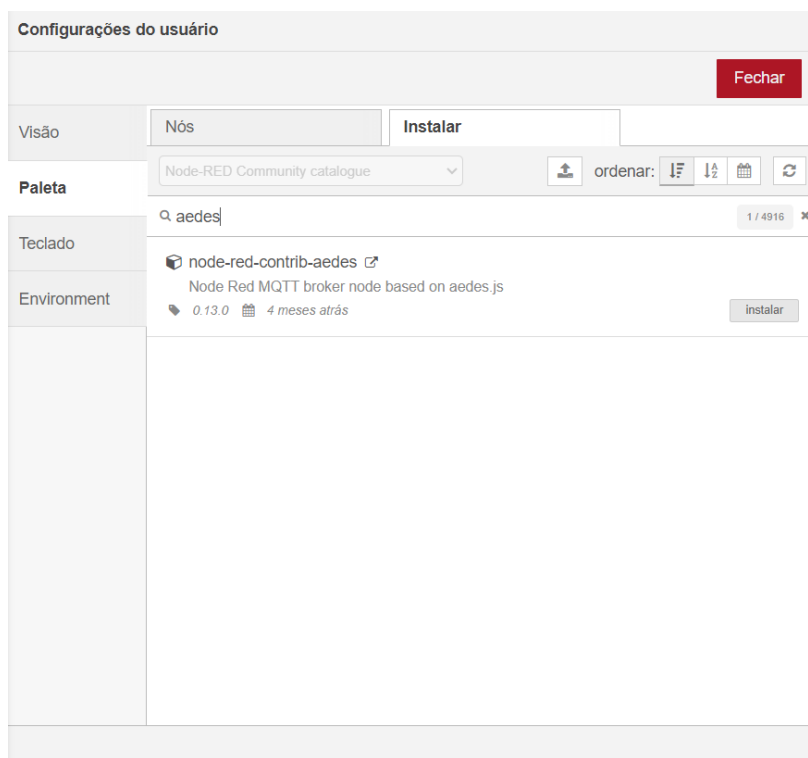 Configurações do usuário
Fechar
Visão
Paleta
Teclado
Environment
Nós
Instalar
Node-RED Community catalogue
ordenar:
aedes
1 / 4916
node-red-contrib-aedes
Node Red MQTT broker node based on aedes.js
0.13.0 4 meses atrás
instalar